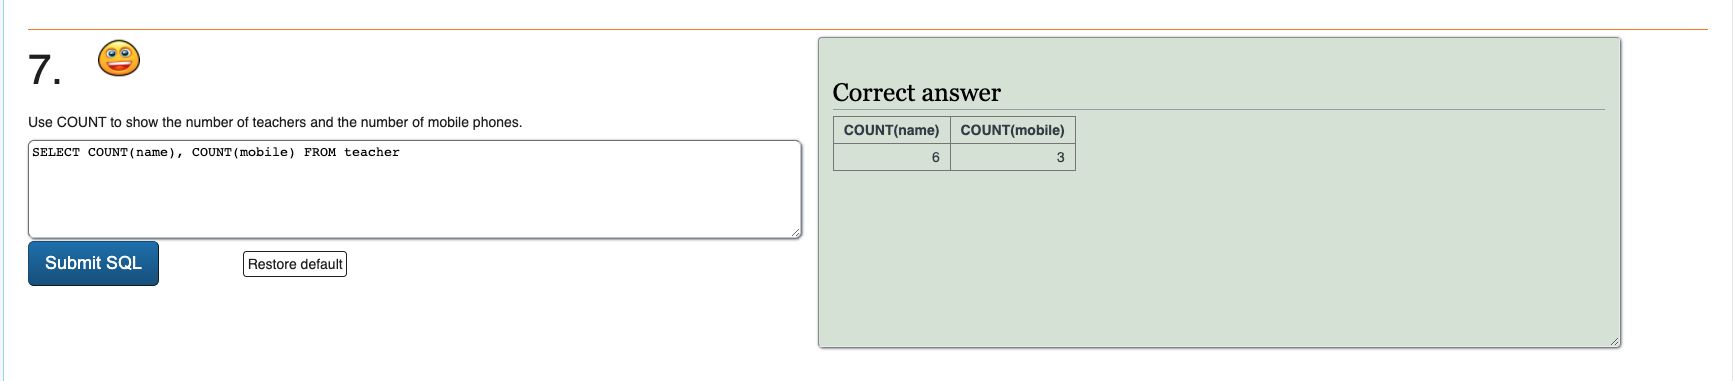 7.
Use COUNT to show the number of teachers and the number of mobile phones.
SELECT COUNT(name), COUNT(mobile) FROM teacher
Submit SQL
Restore default
Correct answer
COUNT(name) COUNT(mobile)
6 3